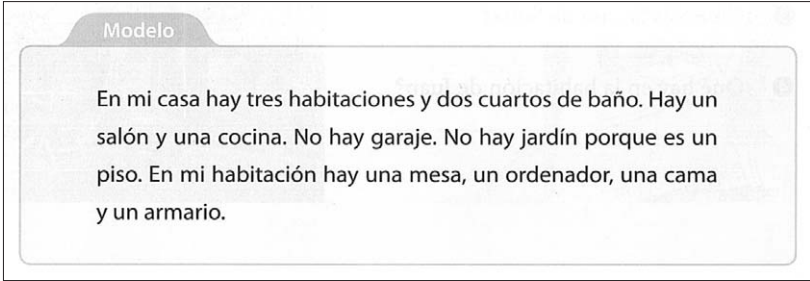 Modelo
En mi casa hay tres habitaciones y dos cuartos de baño. Hay un
salón y una cocina. No hay garaje. No hay jardín porque es un
piso. En mi habitación hay una mesa, un ordenador, una cama
y un armario.